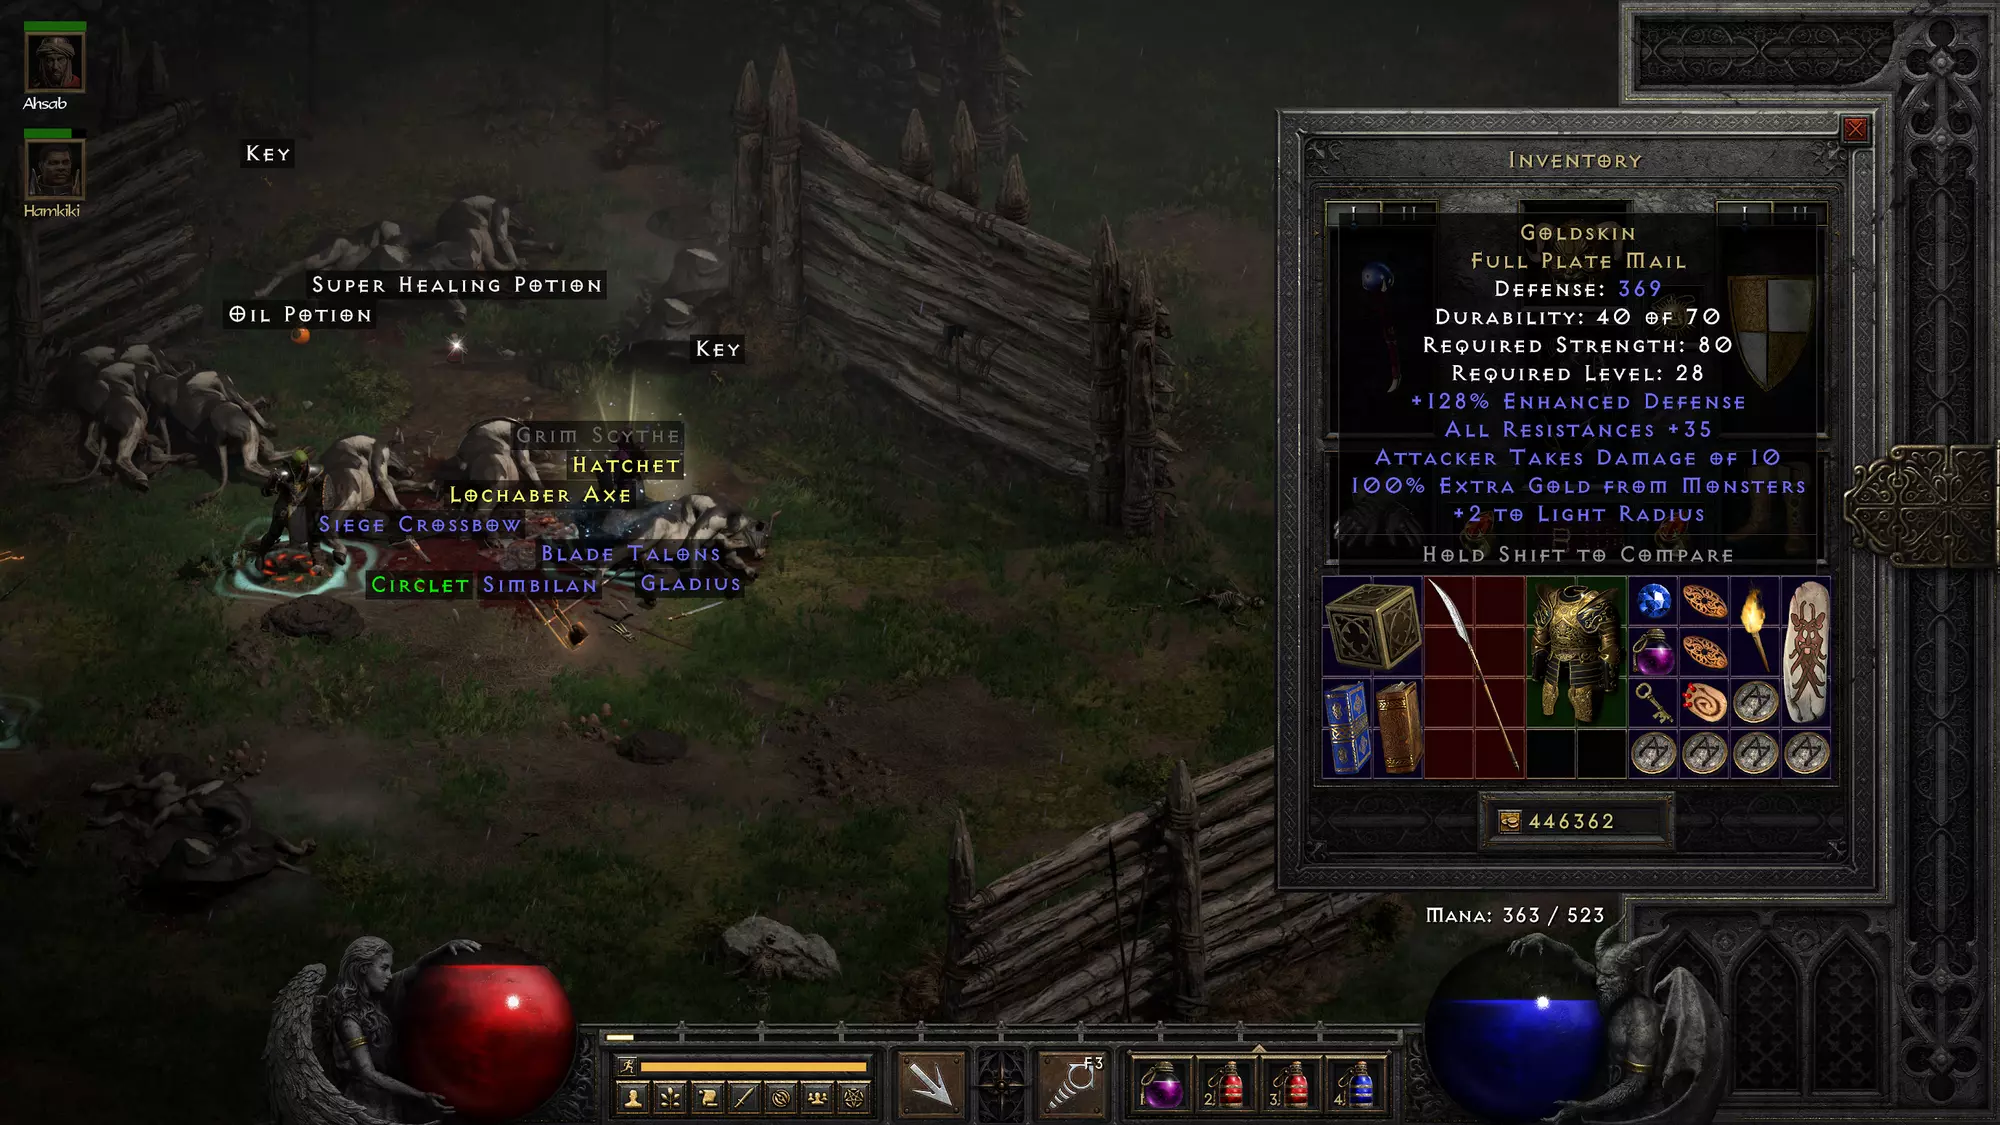 Ahsab
Hamkiki
Key
Super Healing Potion
Oil Potion
Key
Grim Scythe
Hatchet
Lochaber Axe
Siege Crossbow
Blade Talons
Circlet
Simbilan
Gladius
Inventory
I
II
I
II
Goldskin
Full Plate Mail
Defense: 369
Durability: 40 of 70
Required Strength: 80
Required Level: 28
+128% Enhanced Defense
All Resistances +35
Attacker Takes Damage of 10
100% Extra Gold from Monsters
+2 to Light Radius
Hold Shift to Compare
446362
Mana: 363 / 523
F3
1
2
3
4